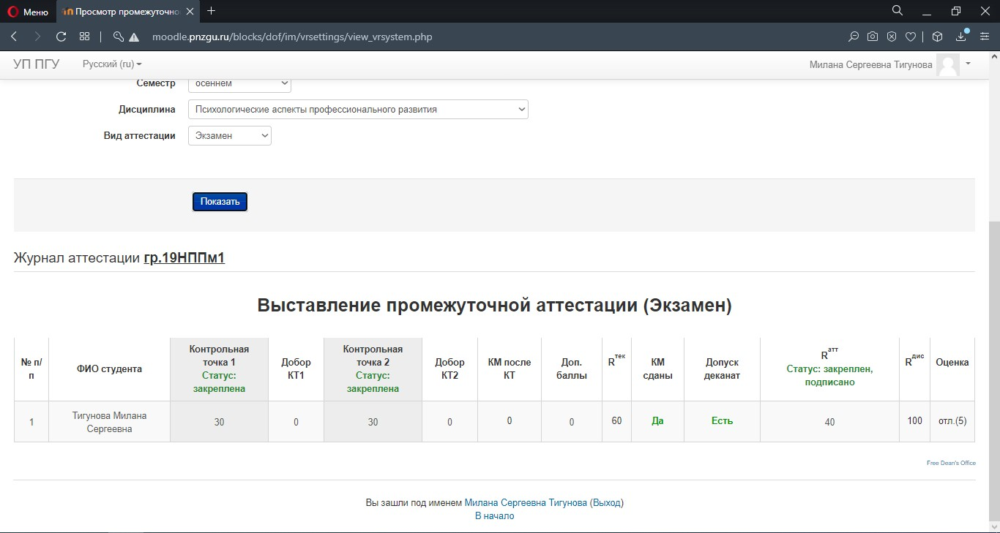 Меню
Просмотр промежуточно
moodle.pnzgu.ru/blocks/dof/im/vrsettings/view_vrsystem.php
УП ПГУ
Русский (ru)
Милана Сергеевна Тигунова
Семестр осеннем
Дисциплина Психологические аспекты профессионального развития
Вид аттестации Экзамен
Показать
Журнал аттестации гр.19НППм1
Выставление промежуточной аттестации (Экзамен)
№ п/п
ФИО студента
Контрольная точка 1 Статус: закреплена
Добор КТ1
Контрольная точка 2 Статус: закреплена
Добор КТ2
КМ после КТ
Доп. баллы
Rтек
КМ сданы
Допуск деканат
Rатт Статус: закреплен, подписано
Rдис
Оценка
1 Тигунова Милана Сергеевна 30 0 30 0 0 0 60 Да Есть 40 100 отл.(5)
Free Dean's Office
Вы зашли под именем Милана Сергеевна Тигунова (Выход)
В начало